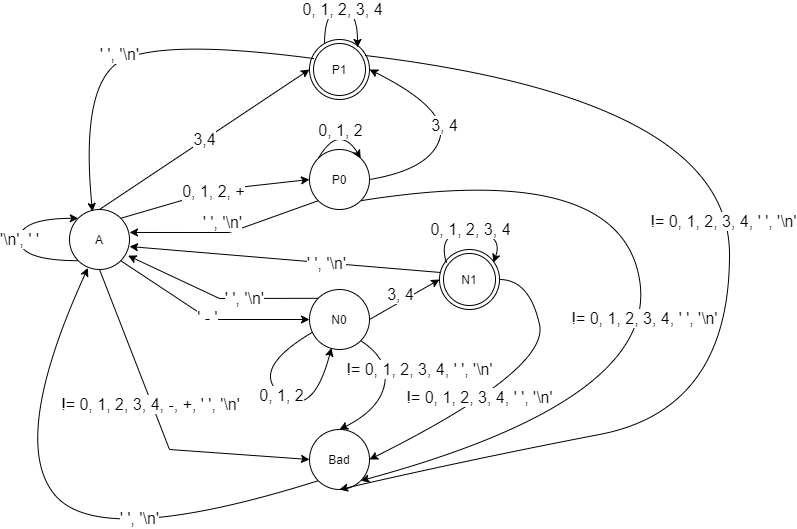 0, 1, 2, 3, 4
' ', '\n'
P1
3,4
0, 1, 2
3, 4
P0
0, 1, 2, +
' ', '\n'
!= 0, 1, 2, 3, 4, ' ', '\n'
0, 1, 2, 3, 4
'\n', ' '
A
' ', '\n'
N1
' ', '\n'
3, 4
' - '
N0
!= 0, 1, 2, 3, 4, ' ', '\n'
!= 0, 1, 2, 3, 4, ' ', '\n'
0, 1, 2
!= 0, 1, 2, 3, 4, ' ', '\n'
!= 0, 1, 2, 3, 4, -, +, ' ', '\n'
Bad
' ', '\n'